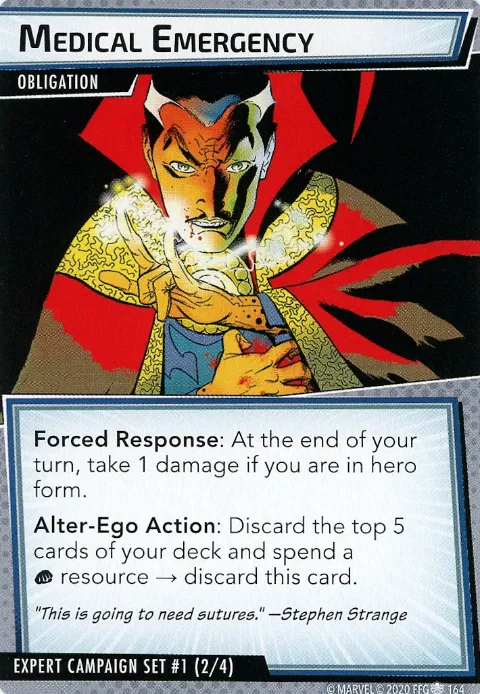 MEDICAL EMERGENCY
OBLIGATION
Forced Response: At the end of your
turn, take 1 damage if you are in hero
form.
Alter-Ego Action: Discard the top 5
cards of your deck and spend a
resource → discard this card.
"This is going to need sutures." —Stephen Strange
EXPERT CAMPAIGN SET #1 (2/4)
© MARVEL © 2020 FFG 164